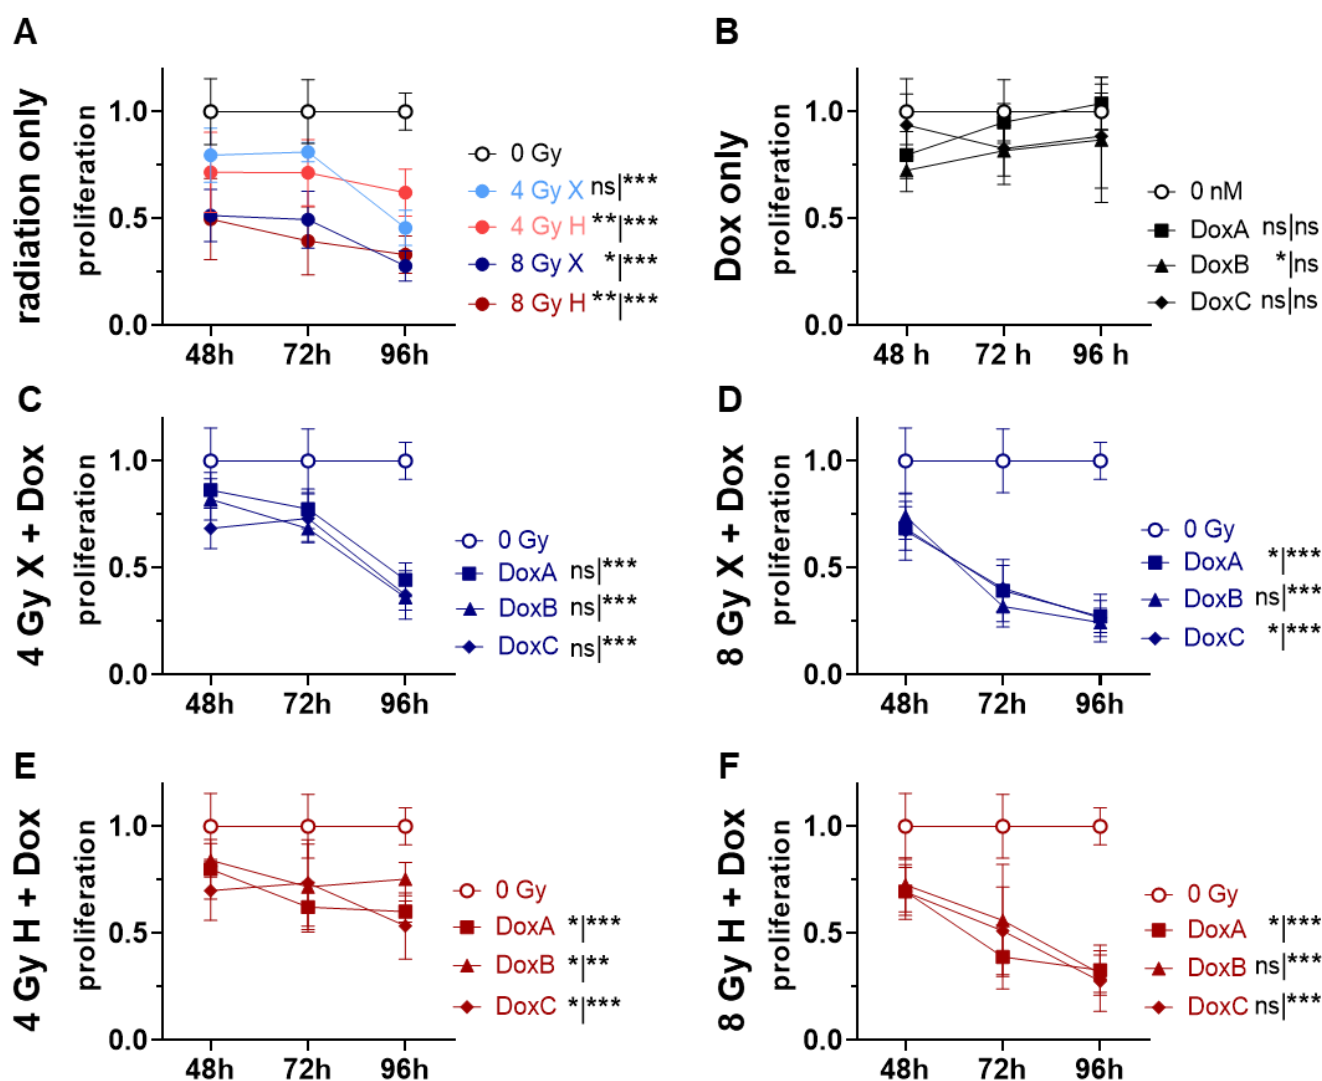 A
radiation only
proliferation
1.0
0.5
0.0
48h 72h 96h
0 Gy
4 Gy X ns|***
4 Gy H **|***
8 Gy X *|***
8 Gy H **|***
B
Dox only
proliferation
1.0
0.5
0.0
48 h 72 h 96 h
0 nM
DoxA ns|ns
DoxB *|ns
DoxC ns|ns
C
4 Gy X + Dox
proliferation
1.0
0.5
0.0
48h 72h 96h
0 Gy
DoxA ns|***
DoxB ns|***
DoxC ns|***
D
8 Gy X + Dox
proliferation
1.0
0.5
0.0
48h 72h 96h
0 Gy
DoxA *|***
DoxB ns|***
DoxC *|***
E
4 Gy H + Dox
proliferation
1.0
0.5
0.0
48h 72h 96h
0 Gy
DoxA *|***
DoxB *|**
DoxC *|***
F
8 Gy H + Dox
proliferation
1.0
0.5
0.0
48h 72h 96h
0 Gy
DoxA *|***
DoxB ns|***
DoxC ns|***